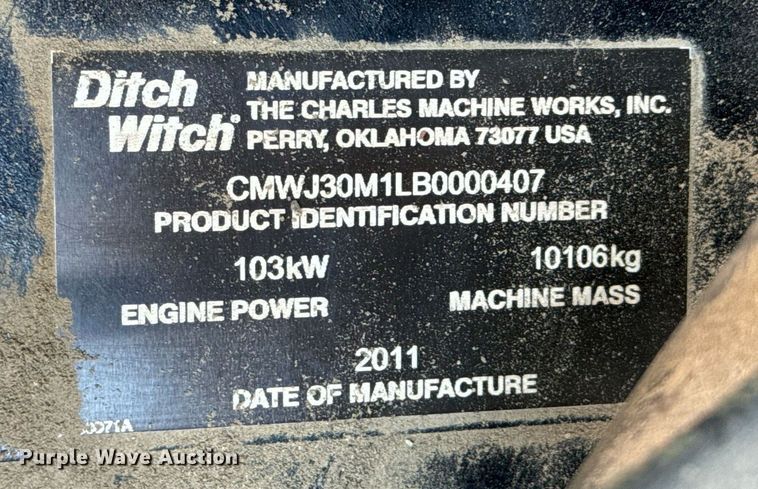 Ditch Witch®
MANUFACTURED BY
THE CHARLES MACHINE WORKS, INC.
PERRY, OKLAHOMA 73077 USA
CMWJ30M1LB0000407
PRODUCT IDENTIFICATION NUMBER
103kW
ENGINE POWER
10106kg
MACHINE MASS
2011
DATE OF MANUFACTURE
Purple Wave Auction